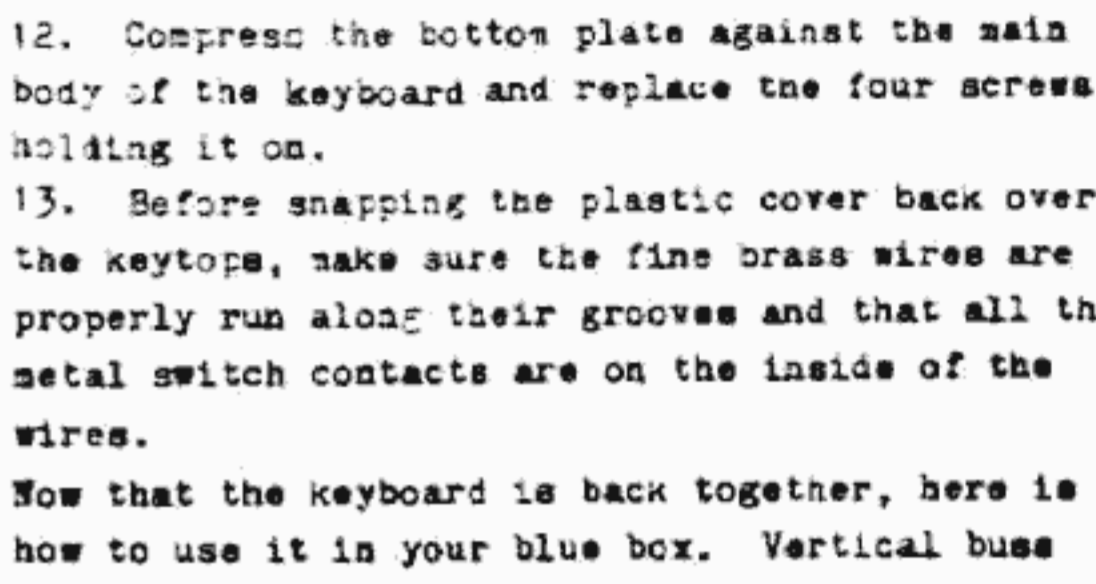 12.  Compress the bottom plate against the main
body of the keyboard and replace the four screws
holding it on.
13.  Before snapping the plastic cover back over
the keytops, make sure the fine brass wires are
properly run along their grooves and that all th
metal switch contacts are on the inside of the
wires.
Now that the keyboard is back together, here is
how to use it in your blue box.  Vertical buss